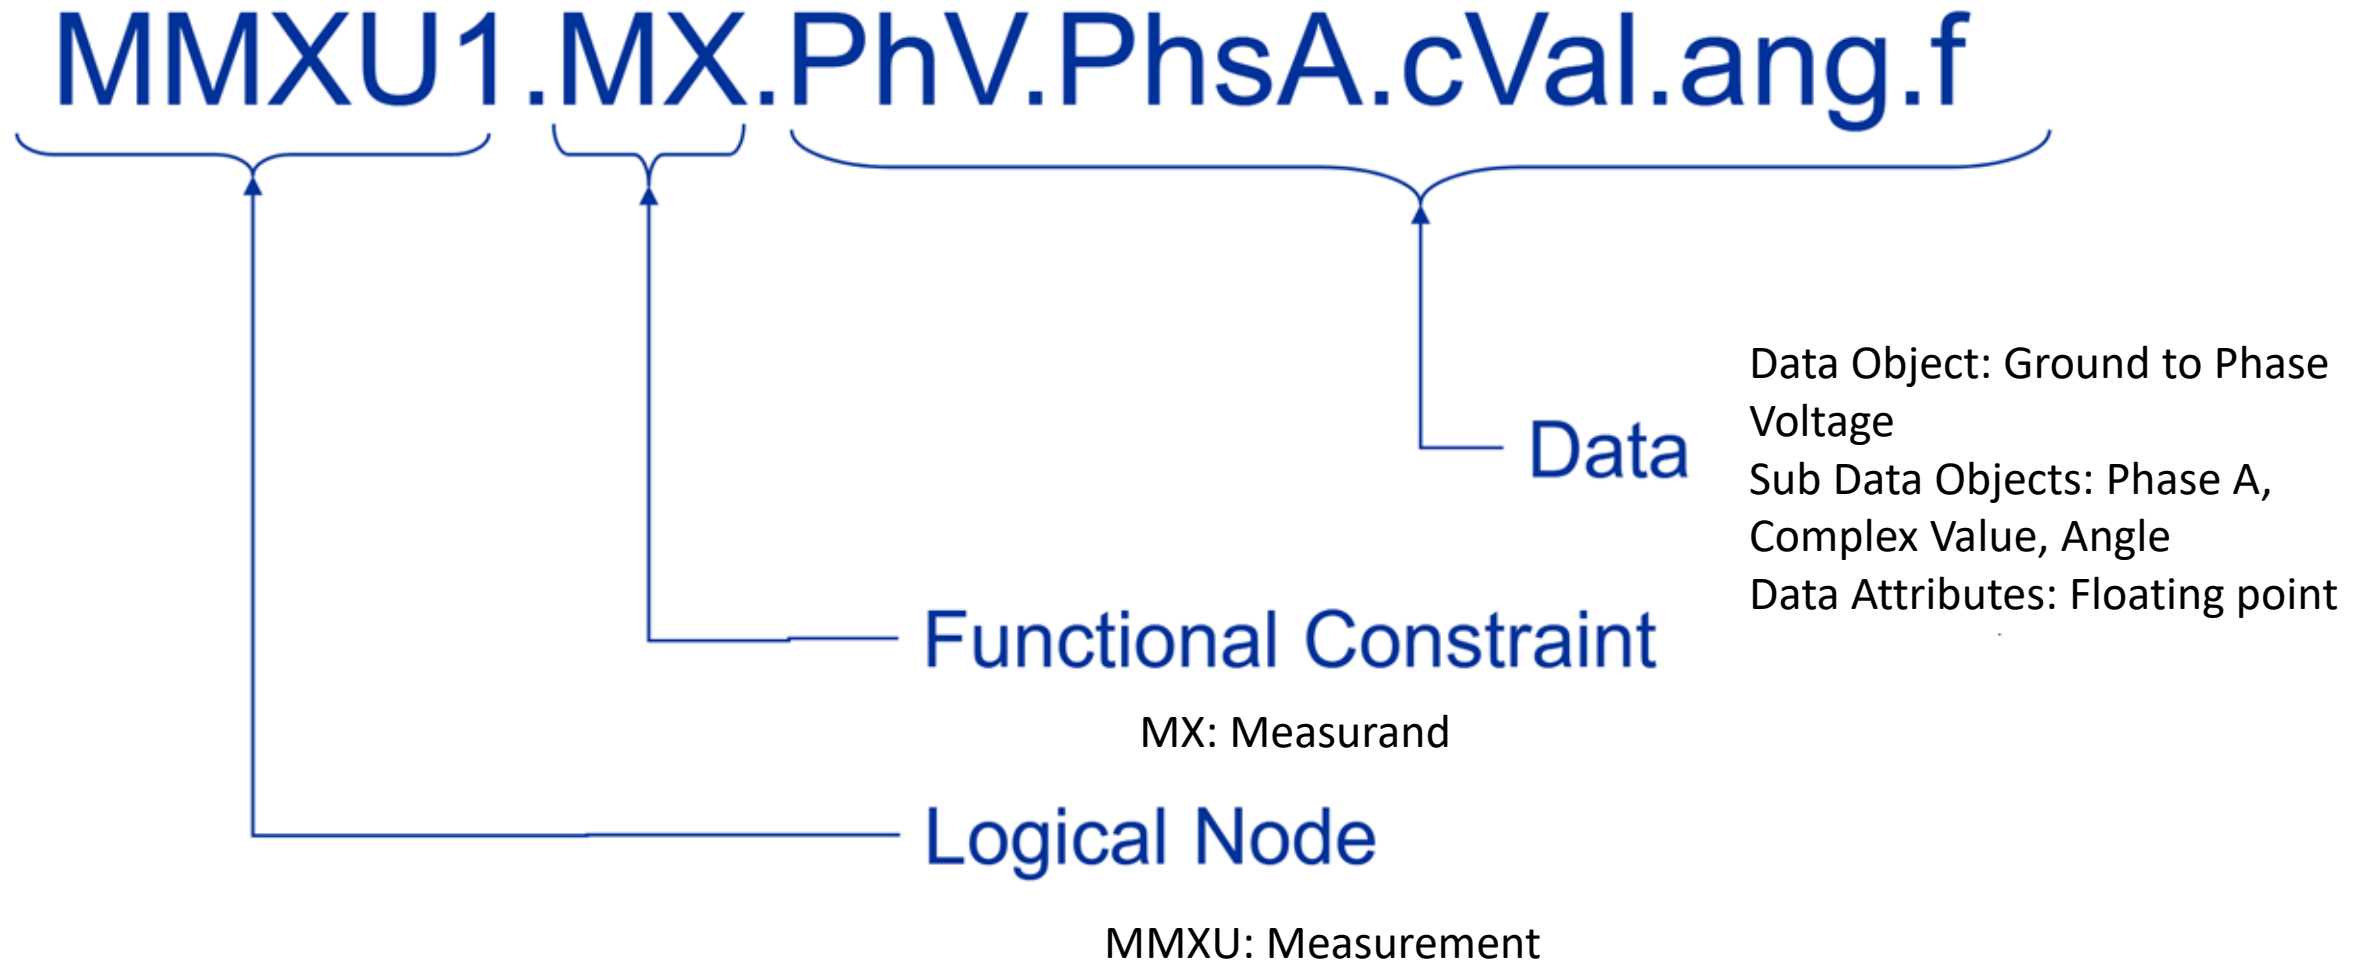 MMXU1.MX.PhV.PhsA.cVal.ang.f
Data
Data Object: Ground to Phase
Voltage
Sub Data Objects: Phase A,
Complex Value, Angle
Data Attributes: Floating point
Functional Constraint
MX: Measurand
Logical Node
MMXU: Measurement